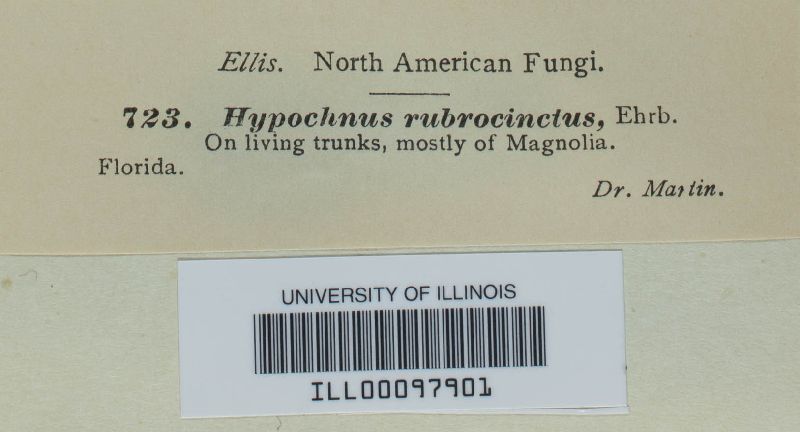 Ellis. North American Fungi.
723. Hypochnus rubrocinctus, Ehrb.
On living trunks, mostly of Magnolia.
Florida.
Dr. Martin.
UNIVERSITY OF ILLINOIS
ILL00097901